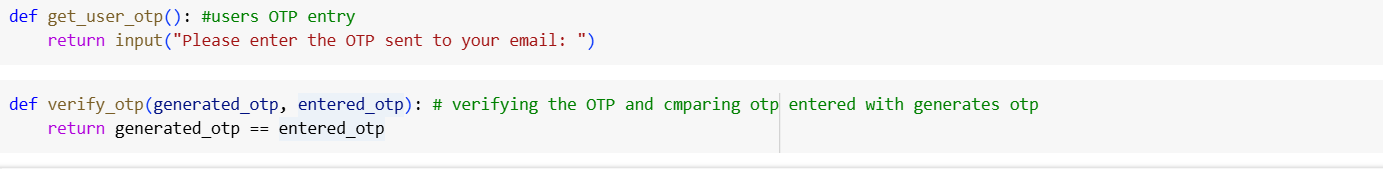 def get_user_otp(): #users OTP entry
    return input("Please enter the OTP sent to your email: ")
def verify_otp(generated_otp, entered_otp): # verifying the OTP and cmparing otp entered with generates otp
    return generated_otp == entered_otp